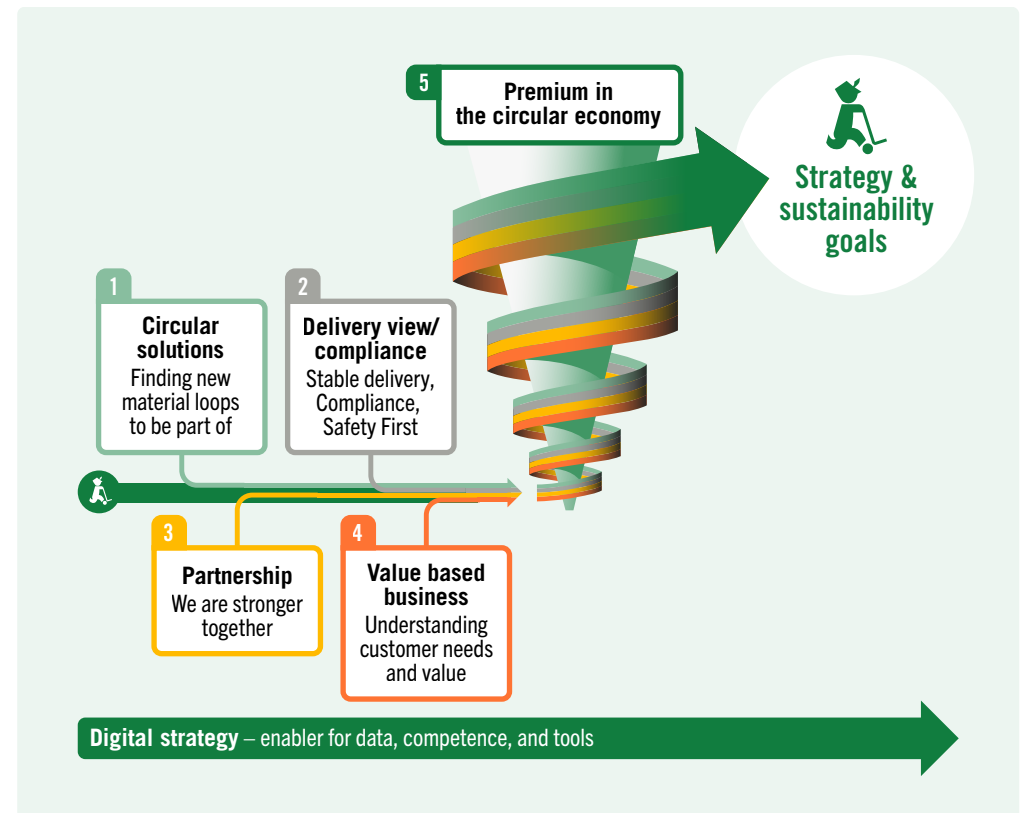 5
Premium in
the circular economy
Strategy &
sustainability
goals
1
Circular
solutions
Finding new
material loops
to be part of
2
Delivery view/
compliance
Stable delivery,
Compliance,
Safety First
3
Partnership
We are stronger
together
4
Value based
business
Understanding
customer needs
and value
Digital strategy – enabler for data, competence, and tools